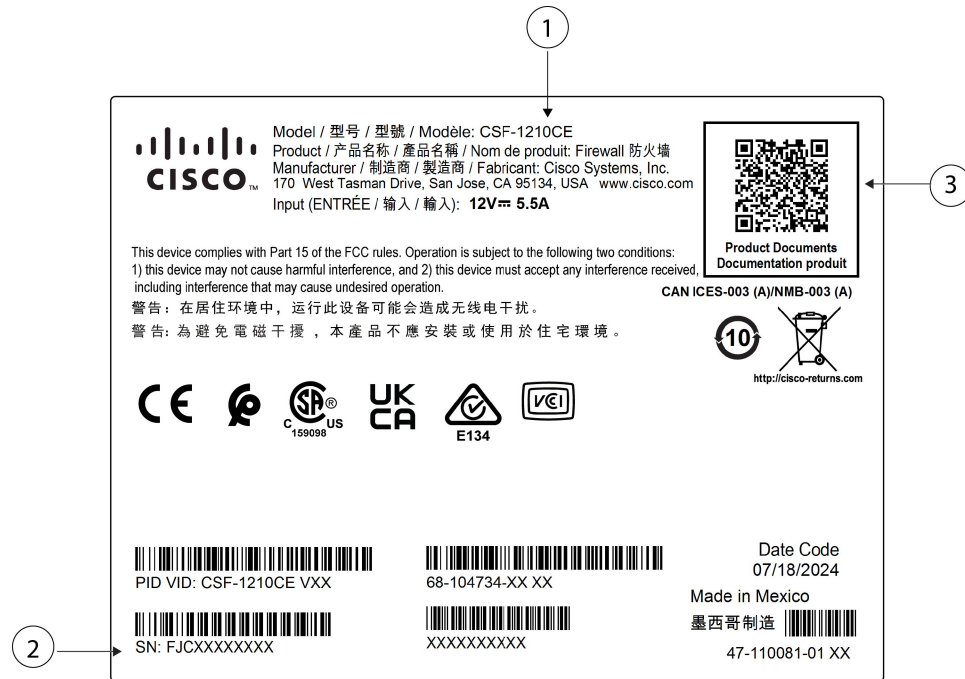 1
CISCO™
Model / 型号 / 型號 / Modèle: CSF-1210CE
Product / 产品名称 / 產品名稱 / Nom de produit: Firewall 防火墙
Manufacturer / 制造商 / 製造商 / Fabricant: Cisco Systems, Inc.
170 West Tasman Drive, San Jose, CA 95134, USA www.cisco.com
Input (ENTRÉE / 输入 / 輸入): 12V⎓ 5.5A
3
Product Documents
Documentation produit
This device complies with Part 15 of the FCC rules. Operation is subject to the following two conditions:
1) this device may not cause harmful interference, and 2) this device must accept any interference received,
including interference that may cause undesired operation.
警告：在居住环境中，运行此设备可能会造成无线电干扰。
警告: 為避免電磁干擾，本產品不應安裝或使用於住宅環境。
CAN ICES-003 (A)/NMB-003 (A)
10
http://cisco-returns.com
CE
C SA ® US
159098
UK
CA
E134
VCCI
PID VID: CSF-1210CE VXX
68-104734-XX XX
Date Code
07/18/2024
Made in Mexico
墨西哥制造
2
SN: FJCXXXXXXXX
XXXXXXXXXX
47-110081-01 XX